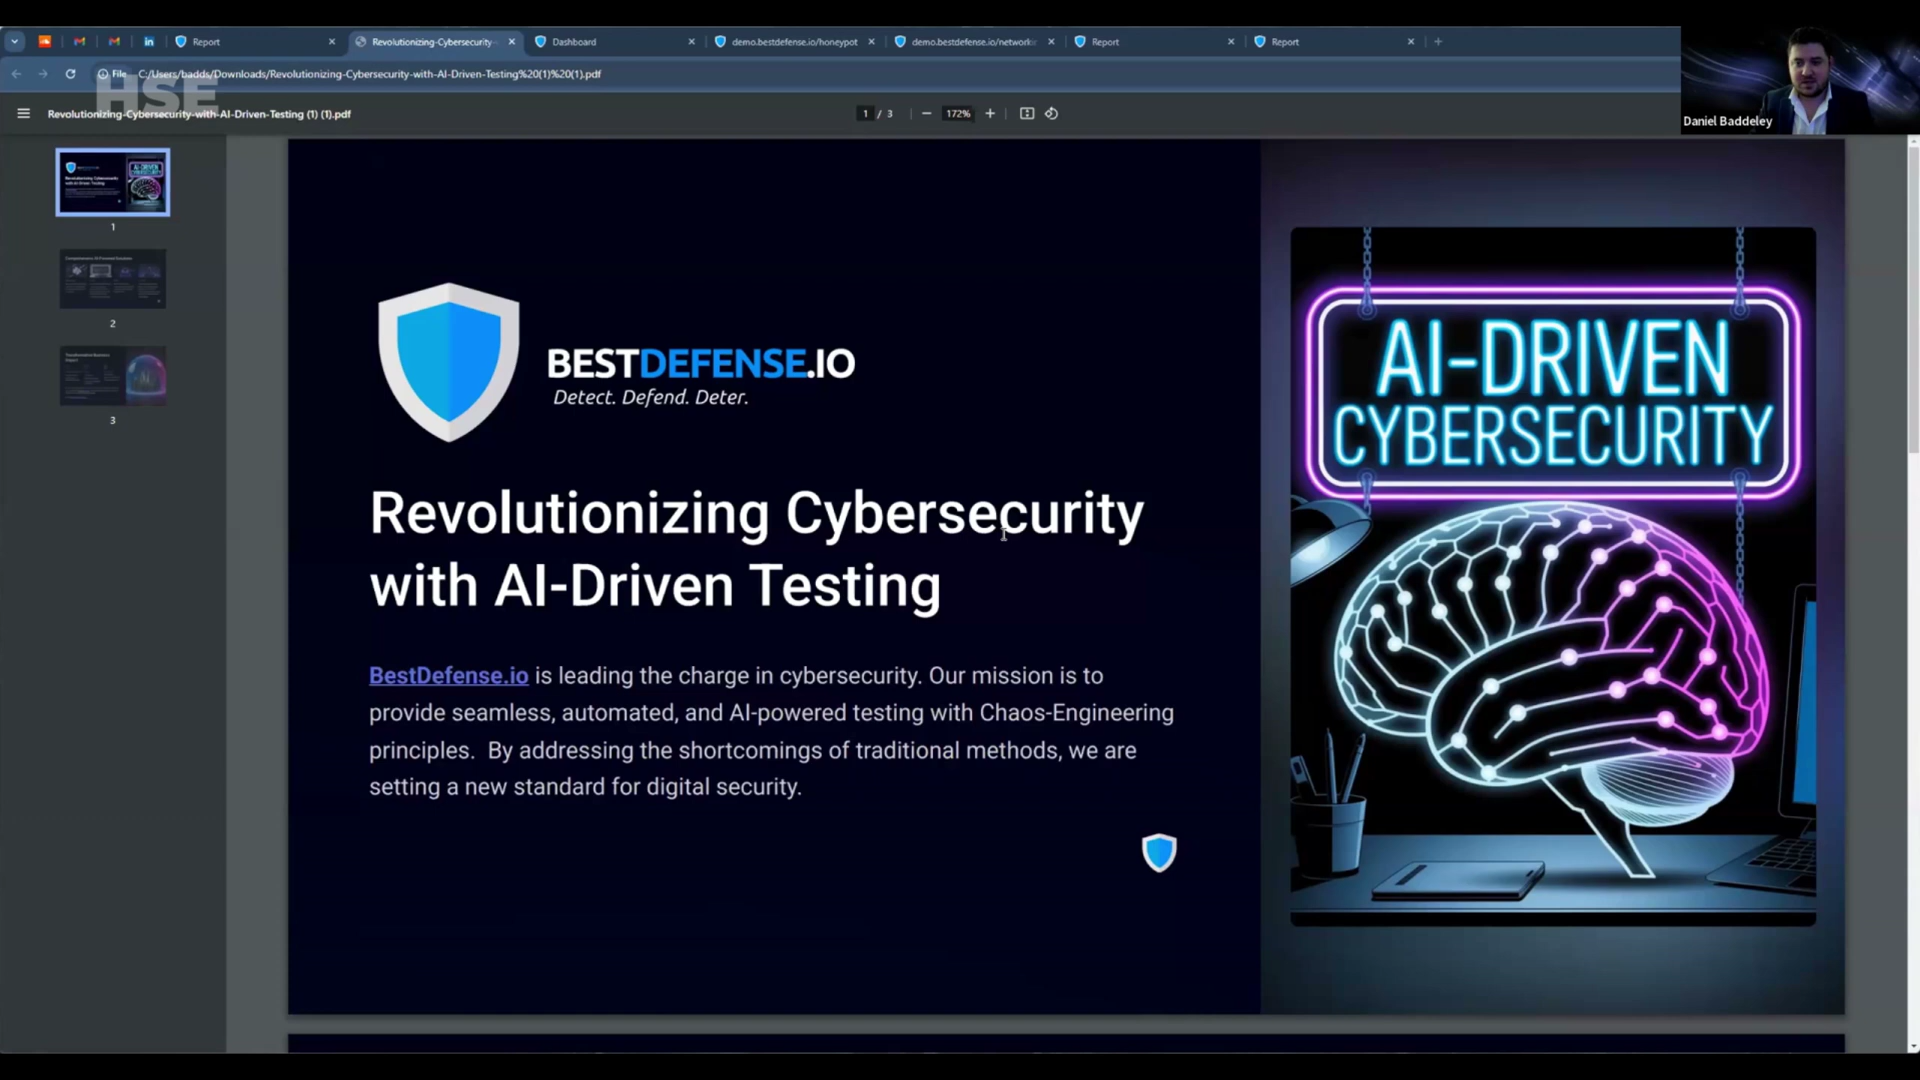 Report
Revolutionizing-Cybersecurity-
Dashboard
demo.bestdefense.io/honeypot
demo.bestdefense.io/network
Report
Report
File
C:/Users/badds/Downloads/Revolutionizing-Cybersecurity-with-AI-Driven-Testing%20(1)%20(1).pdf
HSE
Revolutionizing-Cybersecurity-with-AI-Driven-Testing (1) (1).pdf
1 / 3
172%
Daniel Baddeley
1
2
3
BESTDEFENSE.IO
Detect. Defend. Deter.
Revolutionizing Cybersecurity
with AI-Driven Testing
BestDefense.io is leading the charge in cybersecurity. Our mission is to
provide seamless, automated, and AI-powered testing with Chaos-Engineering
principles. By addressing the shortcomings of traditional methods, we are
setting a new standard for digital security.
AI-DRIVEN
CYBERSECURITY